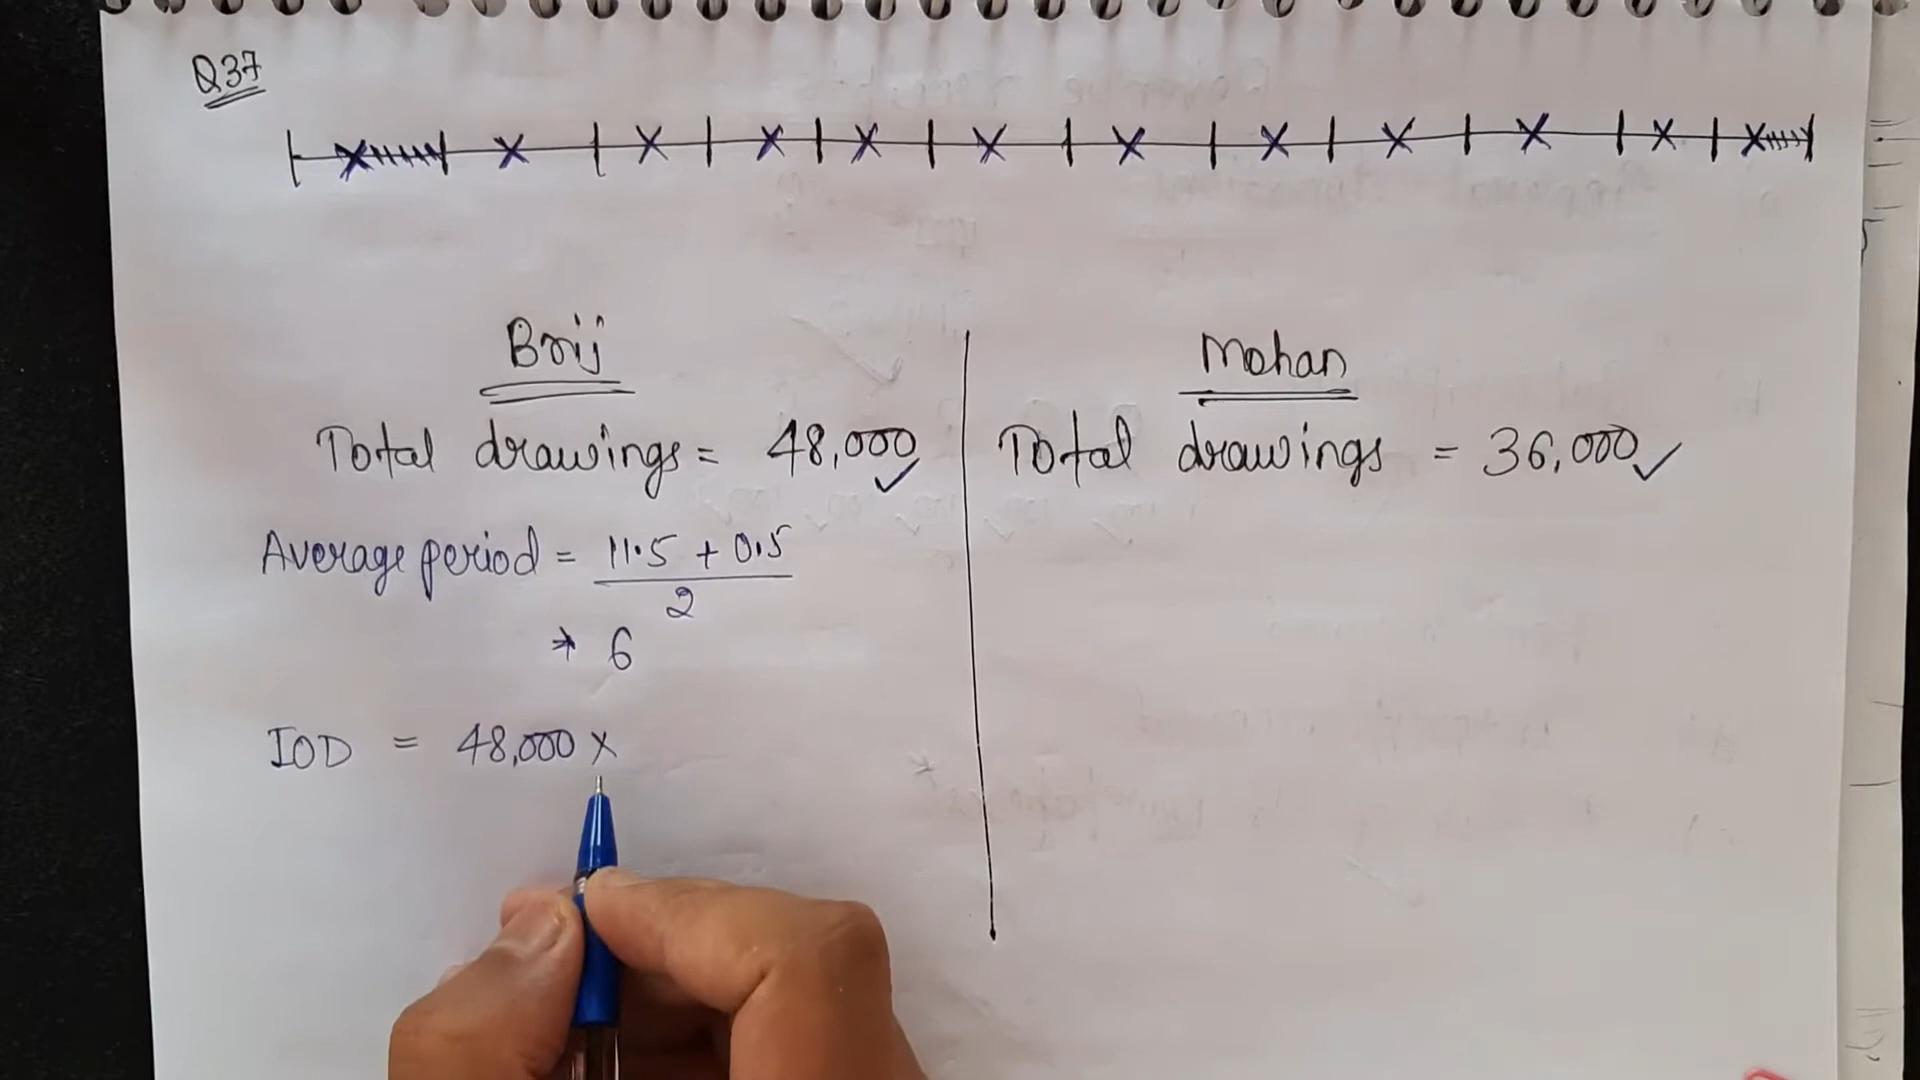 Q37
Brij
Total drawings = 48,000
Average period = 11.5 + 0.5
2
→ 6
IOD = 48,000 ×
Mohan
Total drawings = 36,000